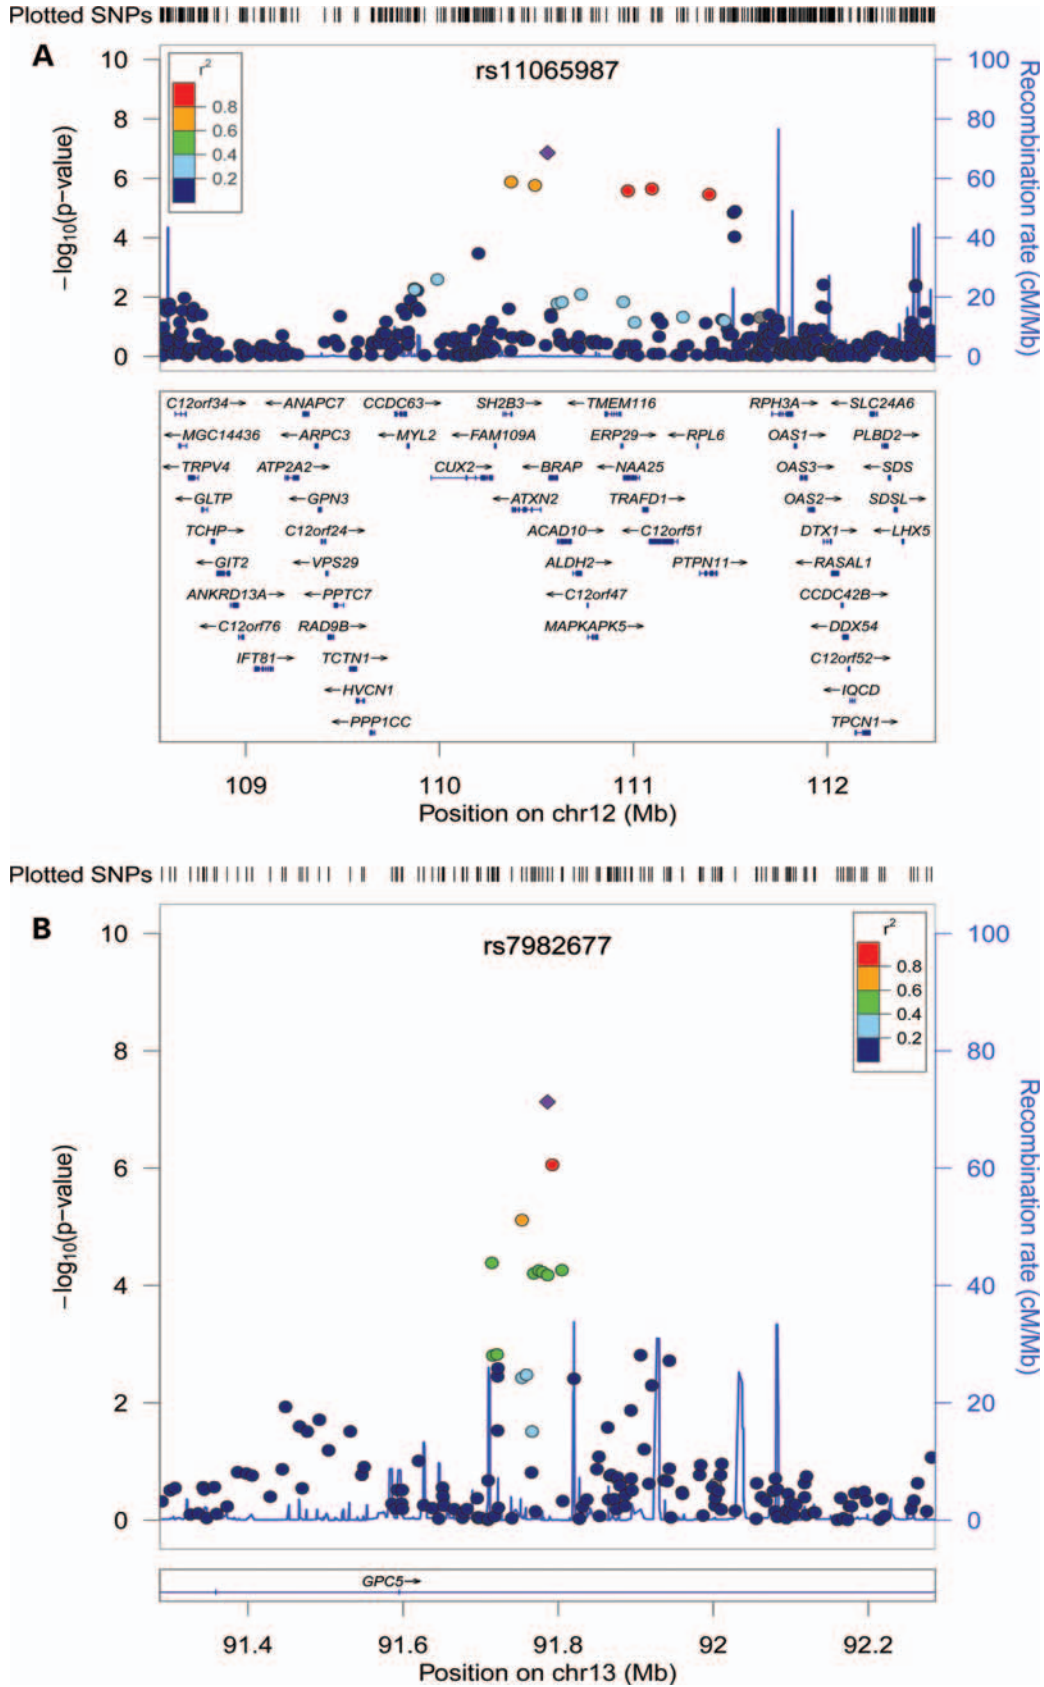 Plotted SNPs
A
rs11065987
r2
0.8
0.6
0.4
0.2
10
8
6
4
2
0
−log10(p−value)
100
80
60
40
20
0
Recombination rate (cM/Mb)
C12orf34→ ←ANAPC7 CCDC63→ SH2B3→ ←TMEM116 RPH3A→ SLC24A6
←MGC14436 ←ARPC3 ←MYL2 ←FAM109A ERP29→ ←RPL6 OAS1→ PLBD2→
←TRPV4 ATP2A2→ CUX2→ ←BRAP ←NAA25 OAS3→ ←SDS
←GLTP ←GPN3 ←ATXN2 TRAFD1→ OAS2→ SDSL→
TCHP→ C12orf24→ ACAD10→ ←C12orf51 DTX1→ ←LHX5
←GIT2 ←VPS29 ALDH2→ PTPN11→ ←RASAL1
ANKRD13A→ ←PPTC7 ←C12orf47 CCDC42B→
←C12orf76 RAD9B→ MAPKAPK5→ ←DDX54
IFT81→ TCTN1→ C12orf52→
←HVCN1 ←IQCD
←PPP1CC TPCN1→
109 110 111 112
Position on chr12 (Mb)
Plotted SNPs
B
rs7982677
r2
0.8
0.6
0.4
0.2
10
8
6
4
2
0
−log10(p−value)
100
80
60
40
20
0
Recombination rate (cM/Mb)
GPC5→
91.4 91.6 91.8 92 92.2
Position on chr13 (Mb)